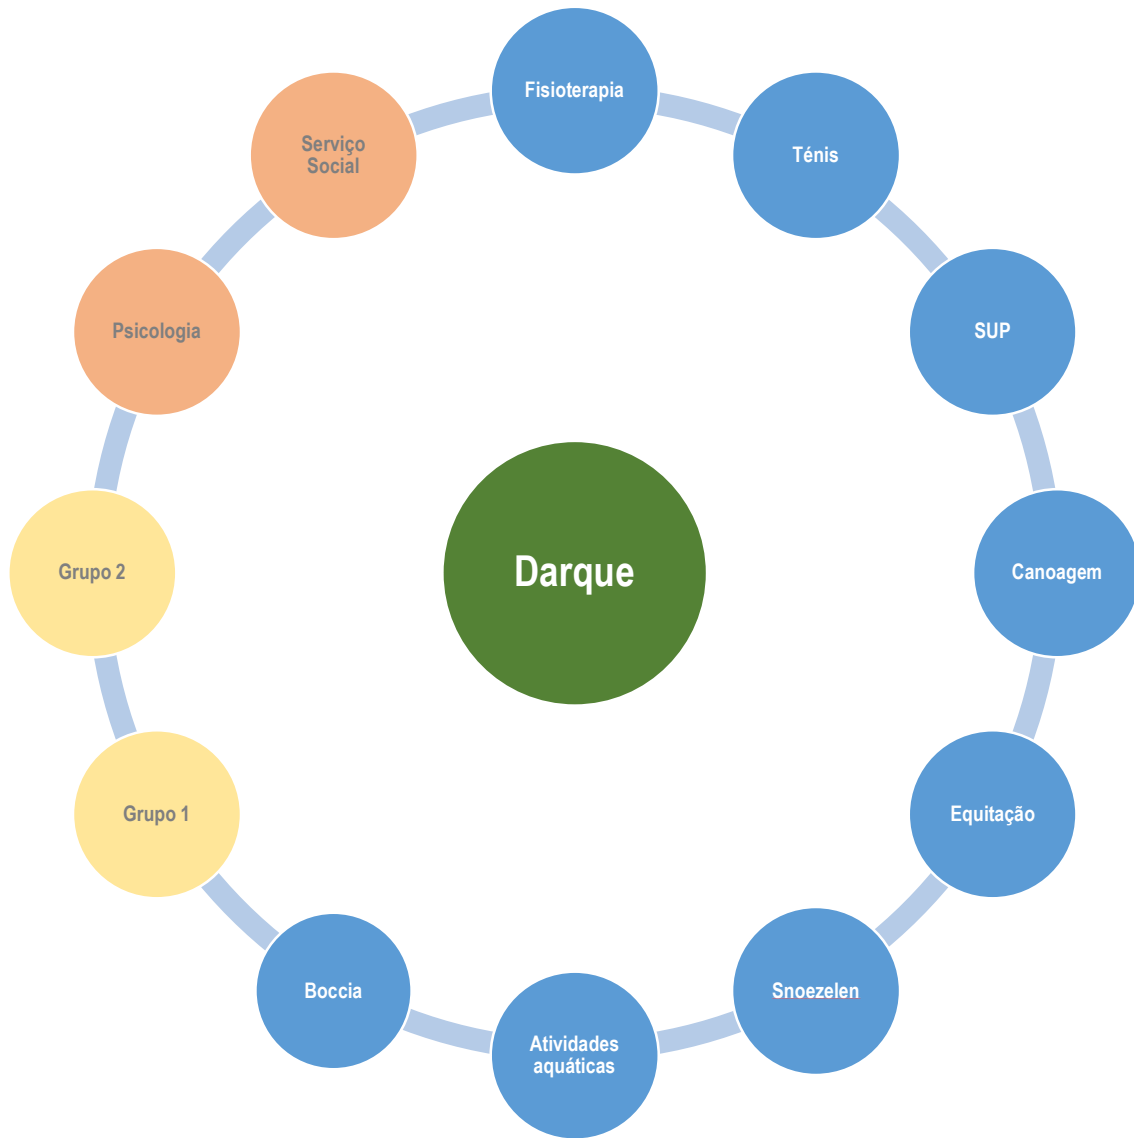 Fisioterapia
Ténis
SUP
Canoagem
Equitação
Snoezelen
Atividades
aquáticas
Boccia
Grupo 1
Grupo 2
Psicologia
Serviço
Social
Darque